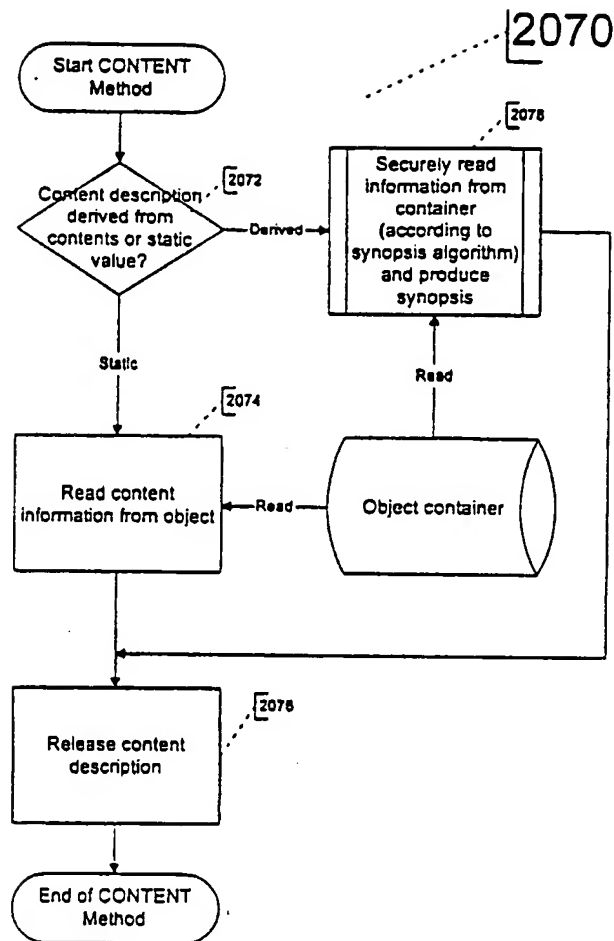 2070
Start CONTENT
Method
2078
Securely read
information from
container
(according to
synopsis algorithm)
and produce
synopsis
2072
Content description
derived from
contents or static
value?
Derived
Static
Read
2074
Read content
information from object
Read
Object container
2076
Release content
description
End of CONTENT
Method